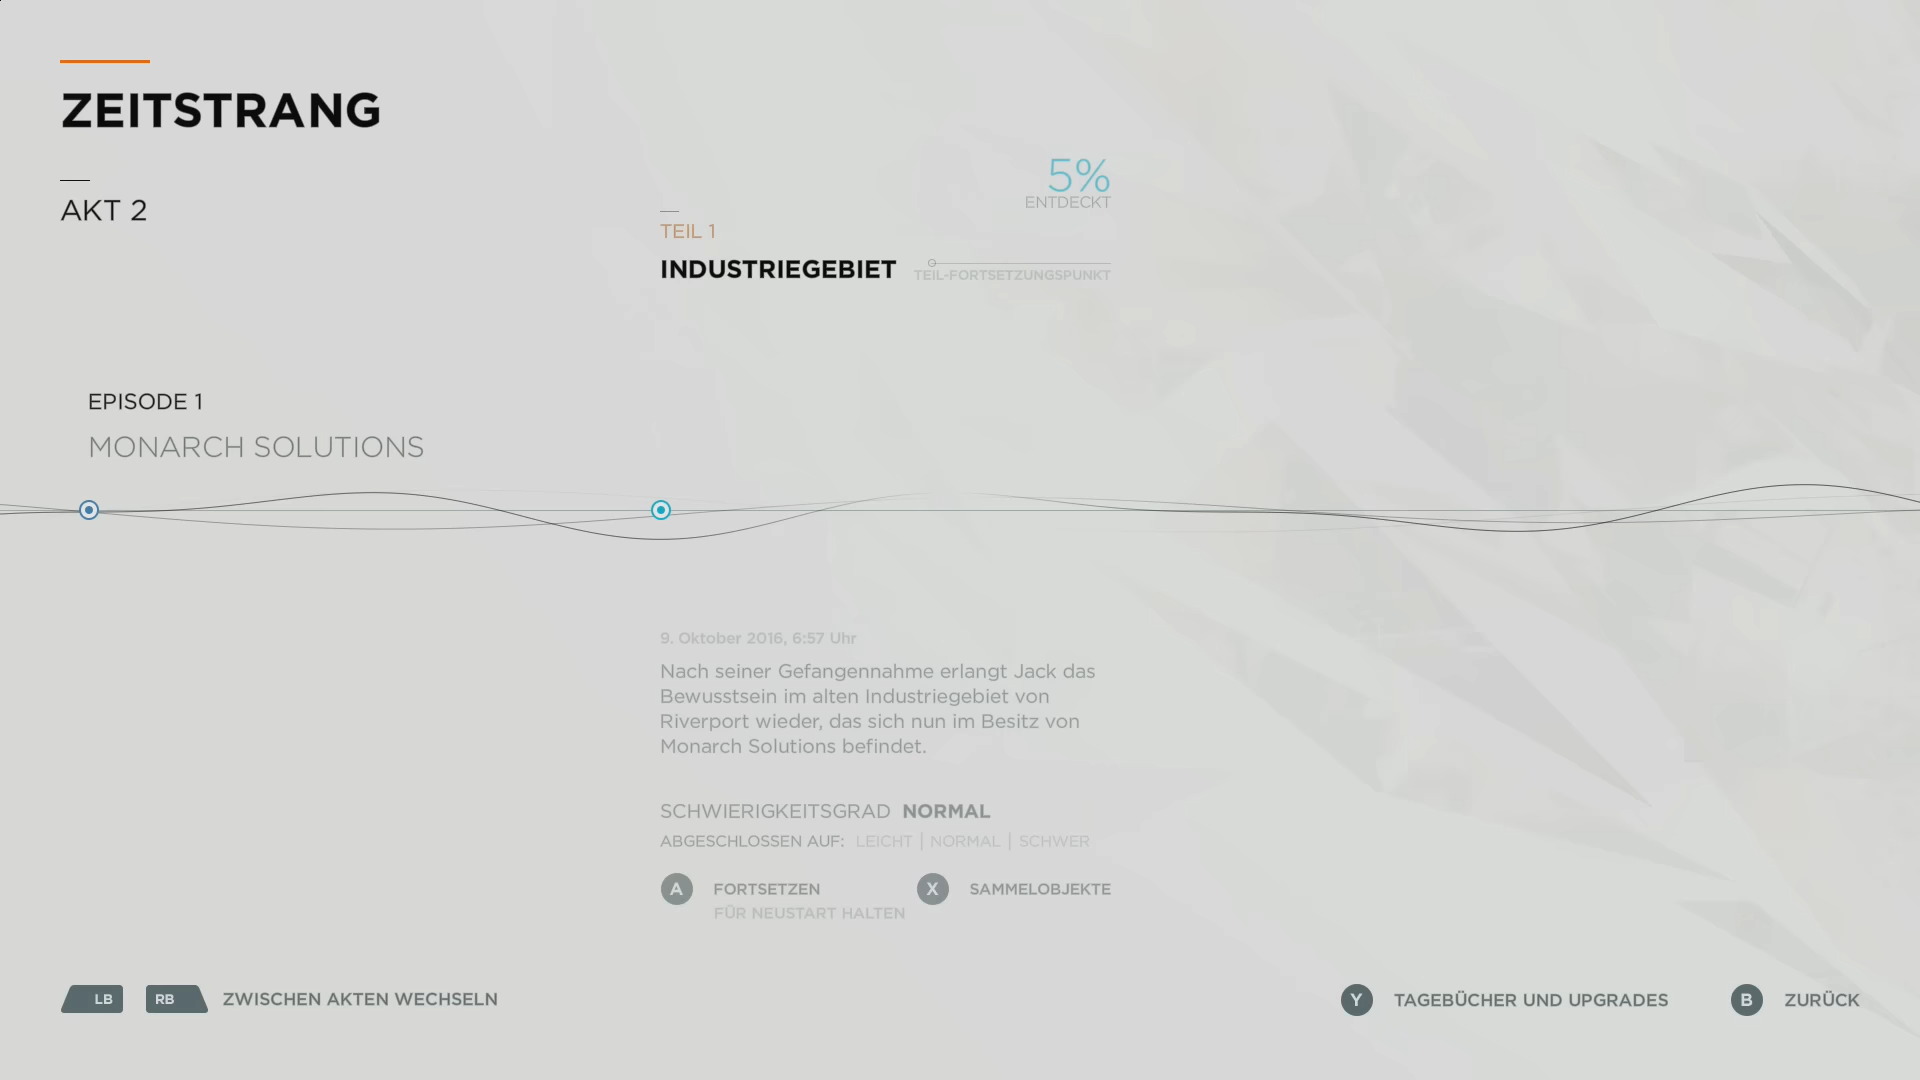 ZEITSTRANG
AKT 2
5%
ENTDECKT
TEIL 1
INDUSTRIEGEBIET
TEIL-FORTSETZUNGSPUNKT
EPISODE 1
MONARCH SOLUTIONS
9. Oktober 2016, 6:57 Uhr
Nach seiner Gefangennahme erlangt Jack das
Bewusstsein im alten Industriegebiet von
Riverport wieder, das sich nun im Besitz von
Monarch Solutions befindet.
SCHWIERIGKEITSGRAD NORMAL
ABGESCHLOSSEN AUF: LEICHT | NORMAL | SCHWER
A FORTSETZEN X SAMMELOBJEKTE
FÜR NEUSTART HALTEN
LB RB ZWISCHEN AKTEN WECHSELN Y TAGEBÜCHER UND UPGRADES B ZURÜCK